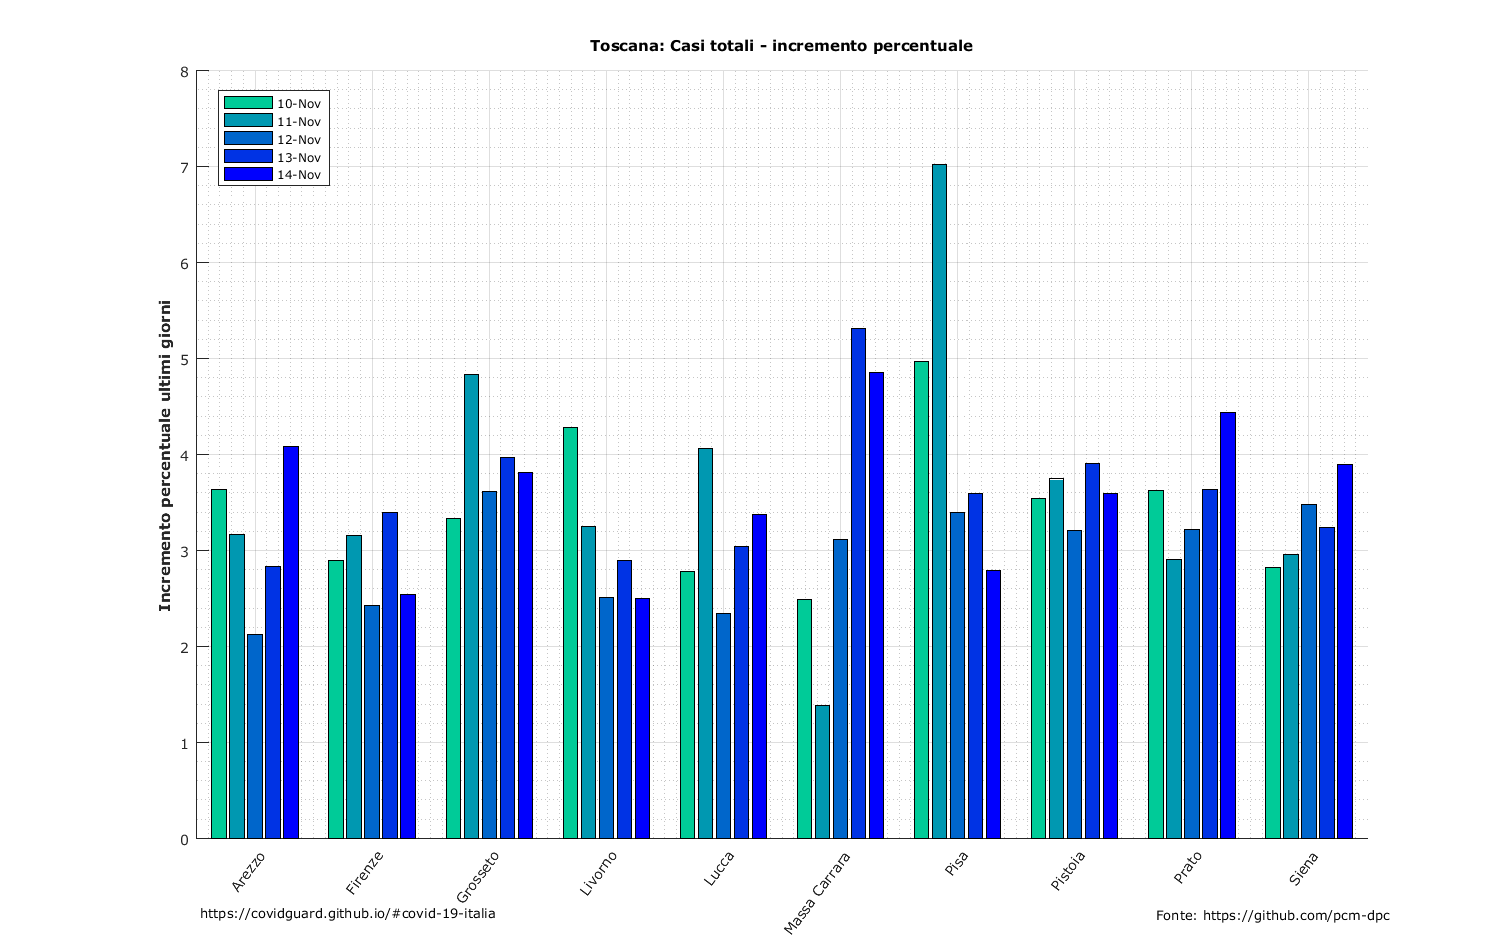 Toscana: Casi totali - incremento percentuale
8
7
6
5
4
3
2
1
0
Incremento percentuale ultimi giorni
10-Nov
11-Nov
12-Nov
13-Nov
14-Nov
Arezzo
Firenze
Grosseto
Livorno
Lucca
Massa Carrara
Pisa
Pistoia
Prato
Siena
https://covidguard.github.io/#covid-19-italia
Fonte: https://github.com/pcm-dpc